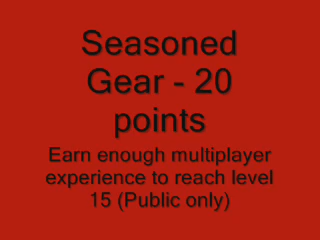 Seasoned
Gear - 20
points
Earn enough multiplayer
experience to reach level
15 (Public only)